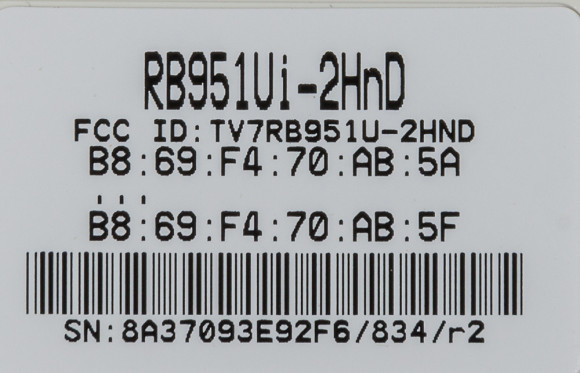 RB951Ui-2HnD
FCC ID:TV7RB951U-2HND
B8:69:F4:70:AB:5A
...
B8:69:F4:70:AB:5F
SN:8A37093E92F6/834/r2